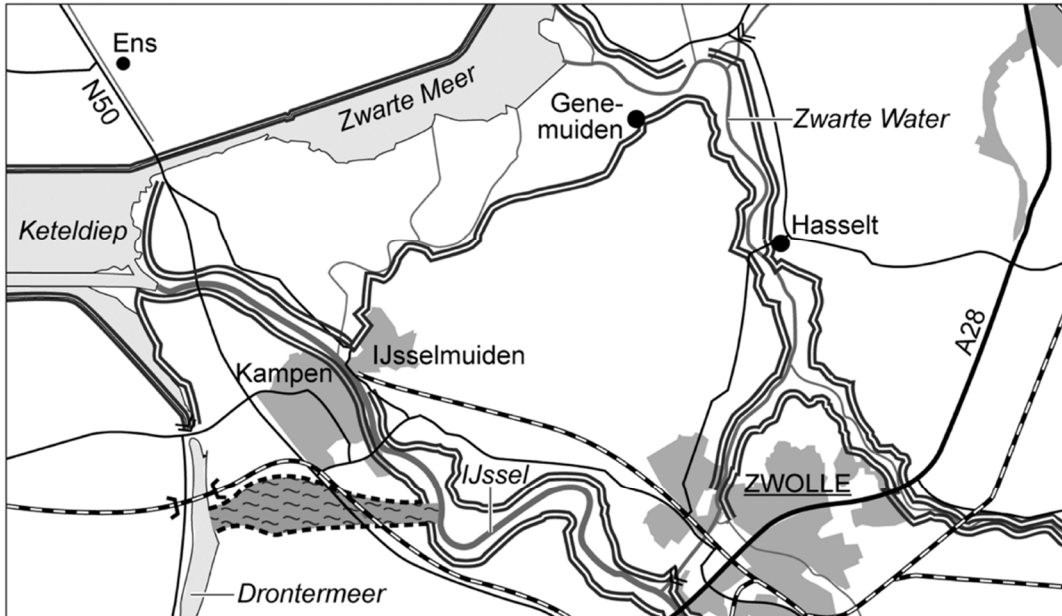 Ens
N50
Zwarte Meer
Gene-
muiden
Zwarte Water
Keteldiep
Hasselt
A28
IJsselmuiden
Kampen
IJssel
ZWOLLE
Drontermeer